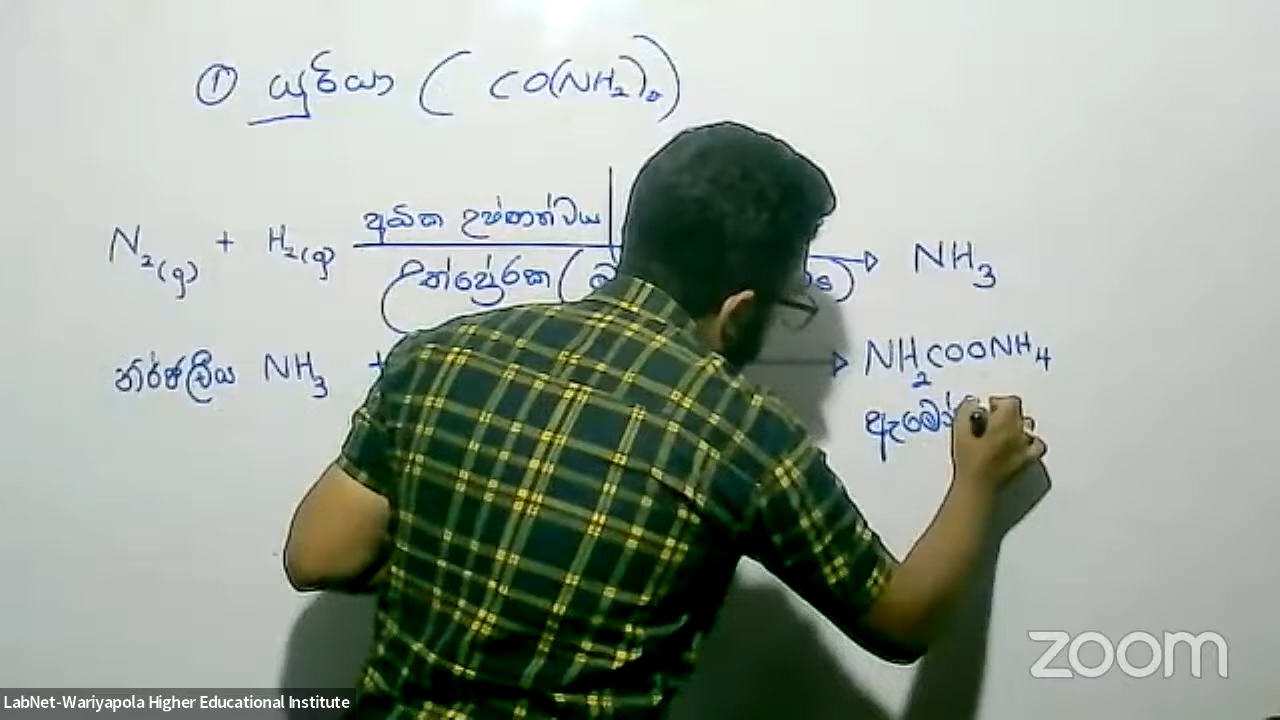 ① යුරියා ( CO(NH₂)₂)
N₂(g) + H₂(g) අධික උෂ්ණත්වය → NH₃
උත්ප්‍රේරක (
නිර්ජලීය NH₃ + → NH₂COONH₄
ඇමෝ
zoom
LabNet-Wariyapola Higher Educational Institute